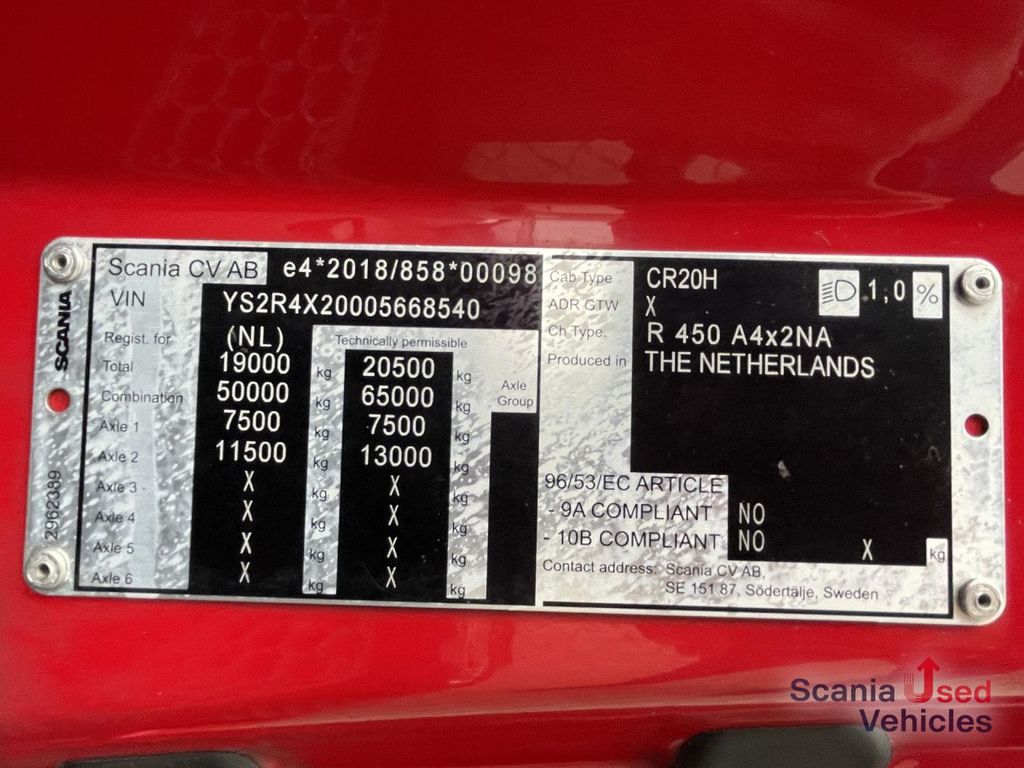 SCANIA
2962389
Scania CV AB e4*2018/858*00098
VIN YS2R4X20005668540
Regist. for (NL) Technically permissible
Total 19000 kg 20500 kg
Combination 50000 kg 65000 kg Axle Group
Axle 1 7500 kg 7500 kg
Axle 2 11500 kg 13000 kg
Axle 3 X kg X kg
Axle 4 X kg X kg
Axle 5 X kg X kg
Axle 6 X kg X kg
Cab Type CR20H 1,0 %
ADR GTW X
Ch Type. R 450 A4x2NA
Produced in THE NETHERLANDS
96/53/EC ARTICLE
- 9A COMPLIANT NO
- 10B COMPLIANT NO X kg
Contact address: Scania CV AB,
SE 151 87, Södertälje, Sweden
Scania Used
Vehicles